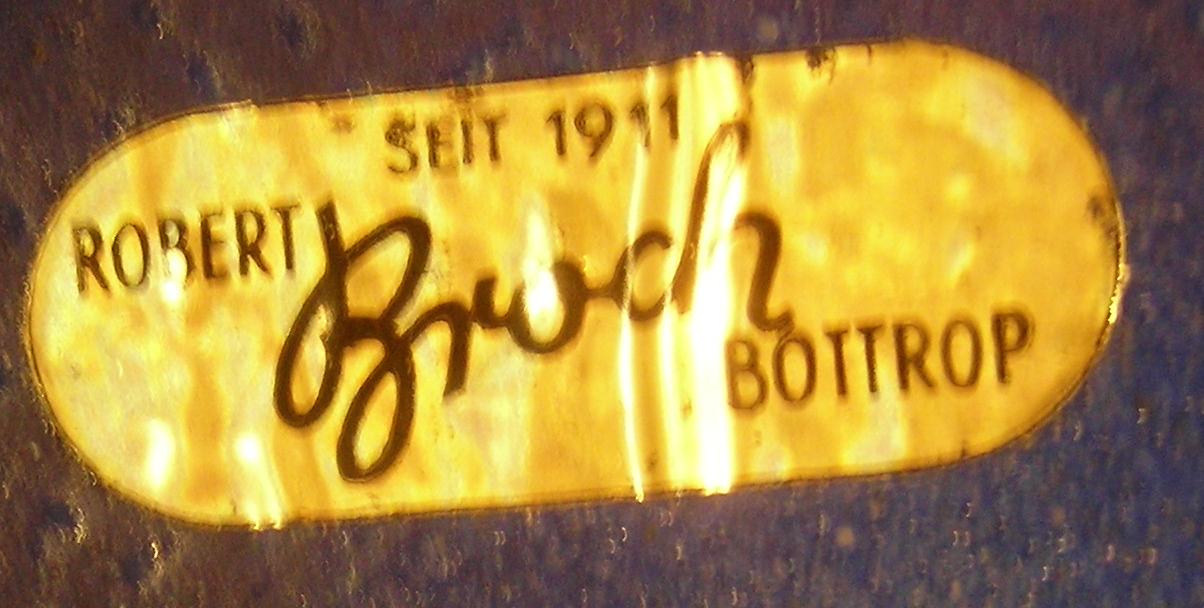 SEIT 1911
ROBERT Broch BOTTROP